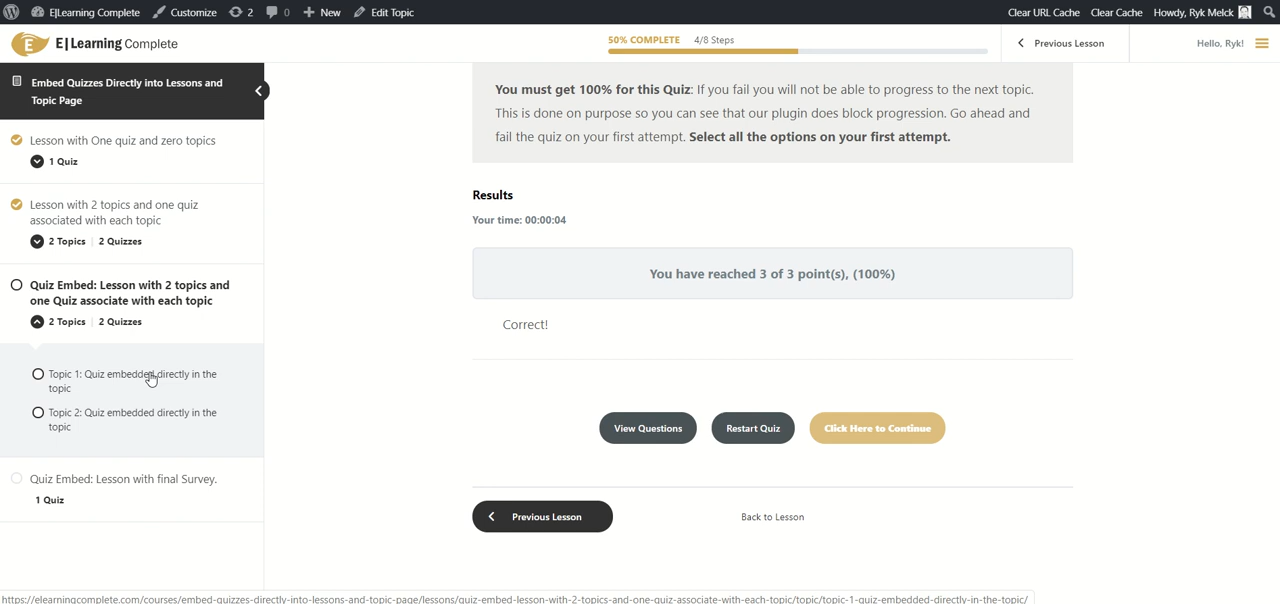 E|Learning Complete
Customize
2
0
New
Edit Topic
Clear URL Cache
Clear Cache
Howdy, Ryk Melck
E
E|Learning Complete
50% COMPLETE
4/8 Steps
Previous Lesson
Hello, Ryk!
Embed Quizzes Directly into Lessons and
Topic Page
Lesson with One quiz and zero topics
1 Quiz
Lesson with 2 topics and one quiz
associated with each topic
2 Topics | 2 Quizzes
Quiz Embed: Lesson with 2 topics and
one Quiz associate with each topic
2 Topics | 2 Quizzes
Topic 1: Quiz embedded directly in the
topic
Topic 2: Quiz embedded directly in the
topic
Quiz Embed: Lesson with final Survey.
1 Quiz
You must get 100% for this Quiz: If you fail you will not be able to progress to the next topic.
This is done on purpose so you can see that our plugin does block progression. Go ahead and
fail the quiz on your first attempt. Select all the options on your first attempt.
Results
Your time: 00:00:04
You have reached 3 of 3 point(s), (100%)
Correct!
View Questions
Restart Quiz
Click Here to Continue
Previous Lesson
Back to Lesson
https://elearningcomplete.com/courses/embed-quizzes-directly-into-lessons-and-topic-page/lessons/quiz-embed-lesson-with-2-topics-and-one-quiz-associate-with-each-topic/topic/topic-1-quiz-embedded-directly-in-the-topic/